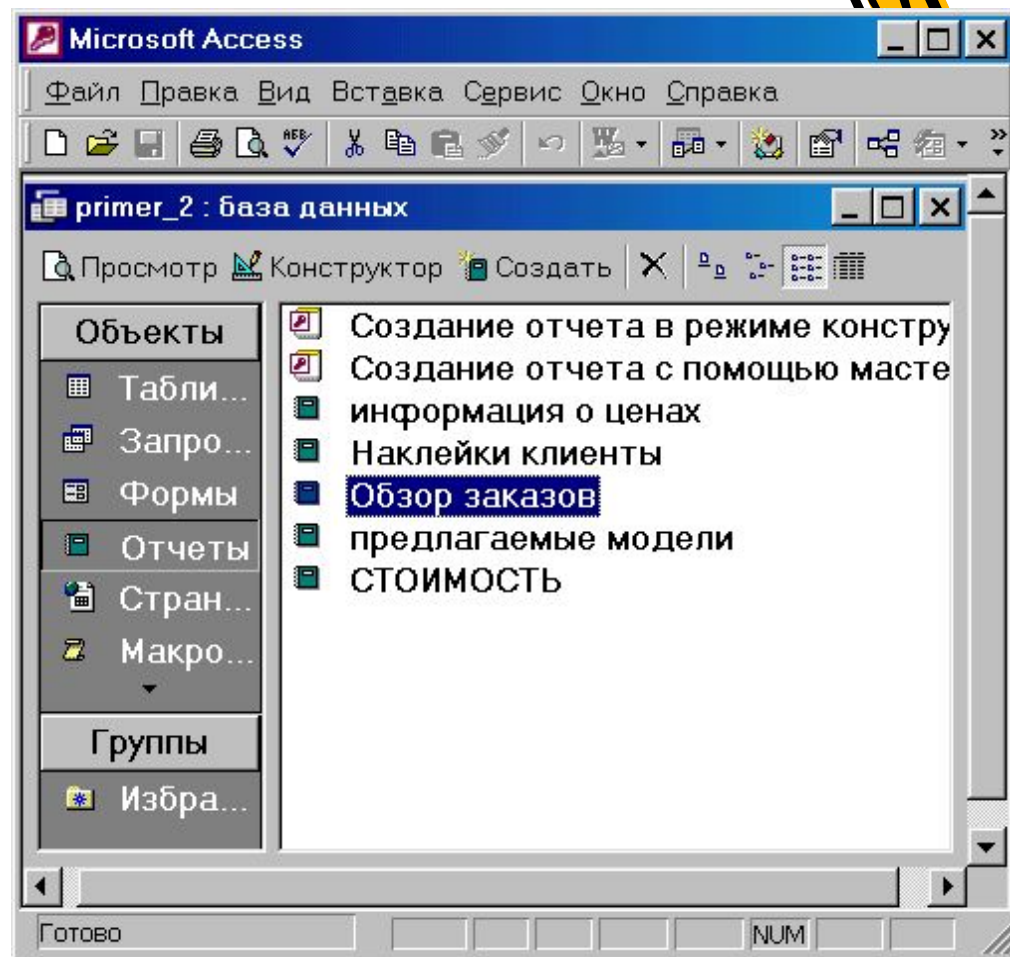 Microsoft Access
Файл Правка Вид Вставка Сервис Окно Справка
primer_2 : база данных
Просмотр Конструктор Создать
Объекты
Табли...
Запро...
Формы
Отчеты
Стран...
Макро...
Группы
Избра...
Создание отчета в режиме констру
Создание отчета с помощью масте
информация о ценах
Наклейки клиенты
Обзор заказов
предлагаемые модели
СТОИМОСТЬ
Готово
NUM